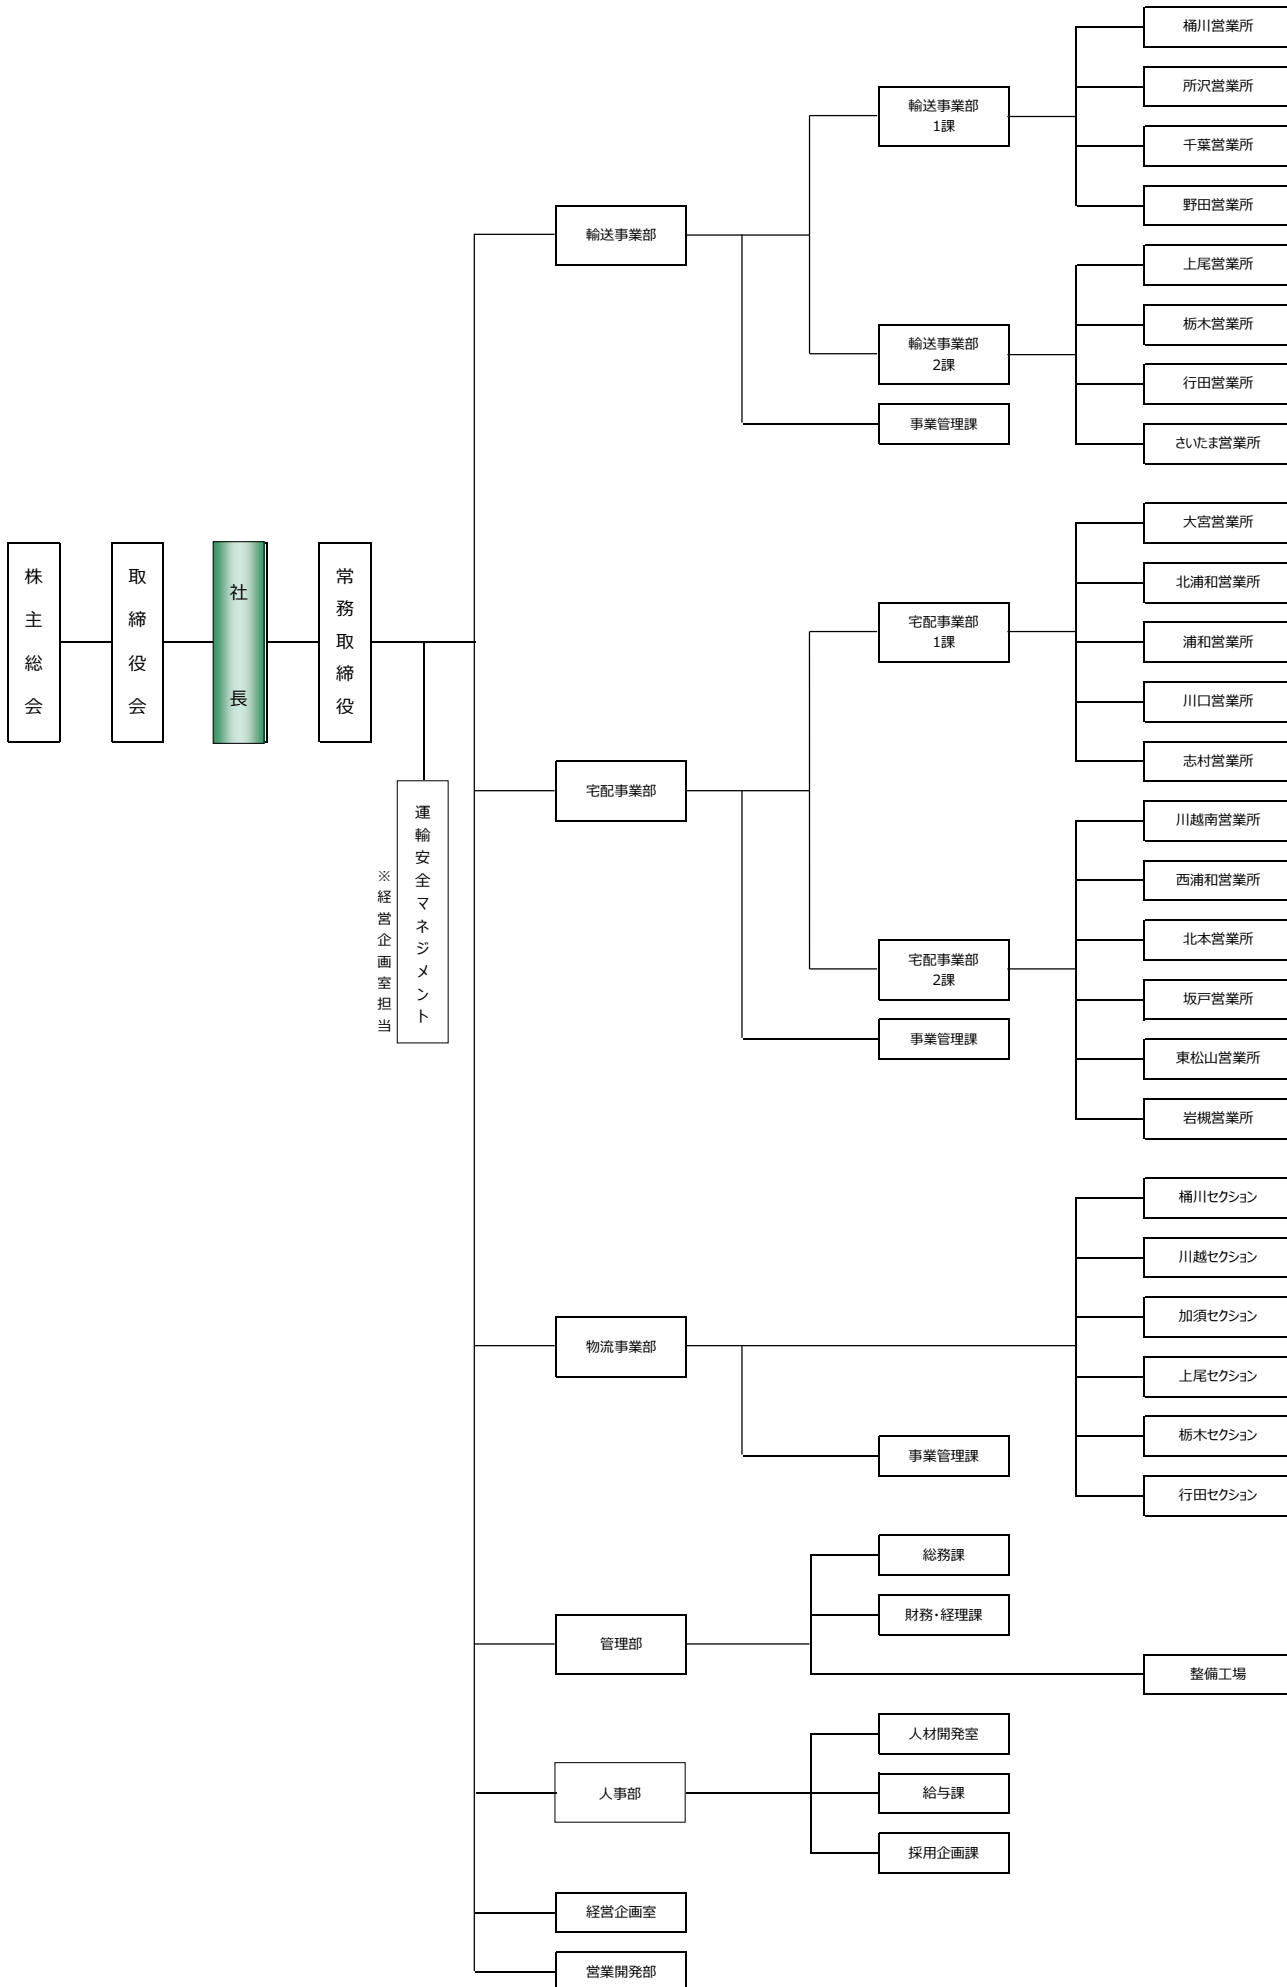 株主総会
取締役会
社長
常務取締役
運輸安全マネジメント
※経営企画室担当
輸送事業部
輸送事業部
1課
桶川営業所
所沢営業所
千葉営業所
野田営業所
輸送事業部
2課
上尾営業所
栃木営業所
行田営業所
さいたま営業所
事業管理課
宅配事業部
宅配事業部
1課
大宮営業所
北浦和営業所
浦和営業所
川口営業所
志村営業所
宅配事業部
2課
川越南営業所
西浦和営業所
北本営業所
坂戸営業所
東松山営業所
岩槻営業所
事業管理課
物流事業部
桶川セクション
川越セクション
加須セクション
上尾セクション
栃木セクション
行田セクション
事業管理課
管理部
総務課
財務・経理課
整備工場
人事部
人材開発室
給与課
採用企画課
経営企画室
営業開発部